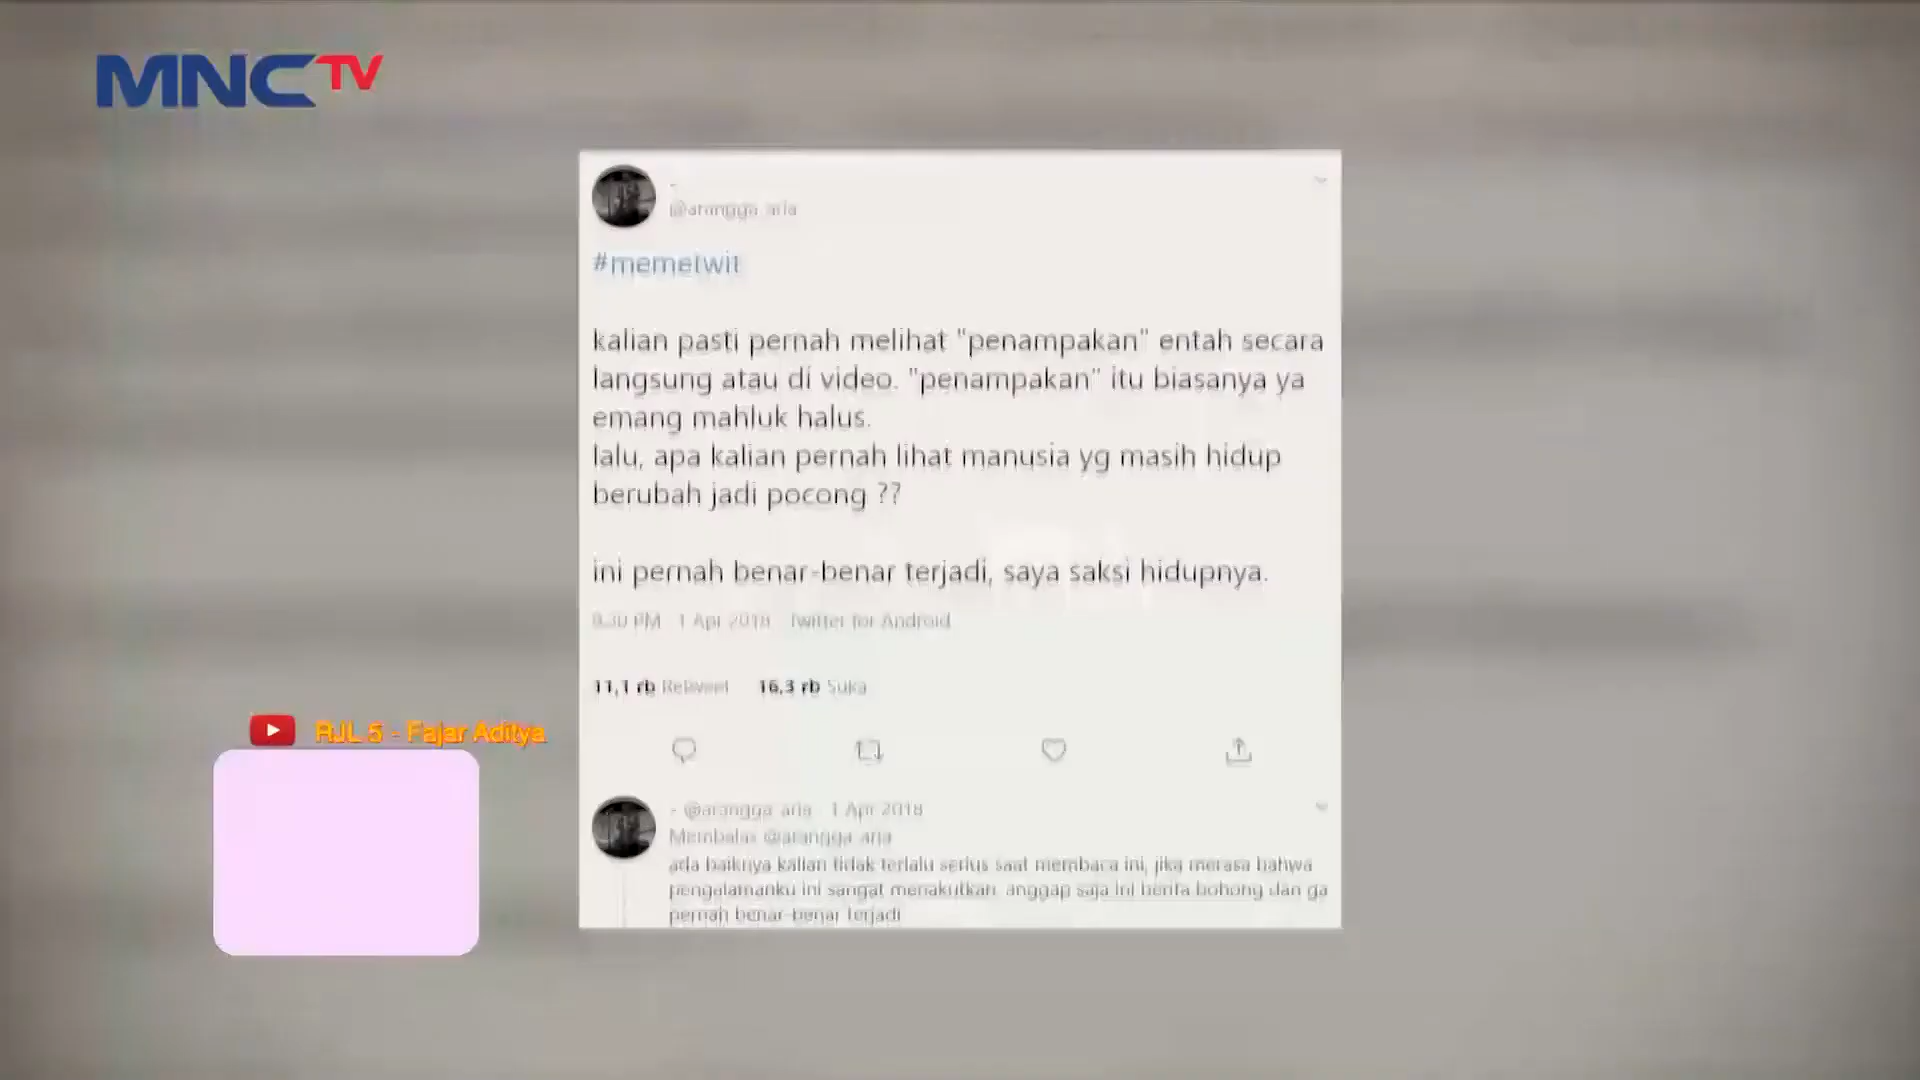 MNCTV
-
@arangga_aria
#memetwit
kalian pasti pernah melihat "penampakan" entah secara
langsung atau di video. "penampakan" itu biasanya ya
emang mahluk halus.
lalu, apa kalian pernah lihat manusia yg masih hidup
berubah jadi pocong ??
ini pernah benar-benar terjadi, saya saksi hidupnya.
PM 1 Apr 2018 Twitter for Android
11,1 rb Retweet 16,3 rb Suka
RJL 5 - Fajar Aditya
- @arangga_aria 1 Apr 2018
Membalas @arangga_aria
ada baiknya kalian tidak terlalu serius saat membaca ini, jika merasa bahwa
pengalamanku ini sangat menakutkan. anggap saja ini berita bohong dan ga
pernah benar-benar terjadi